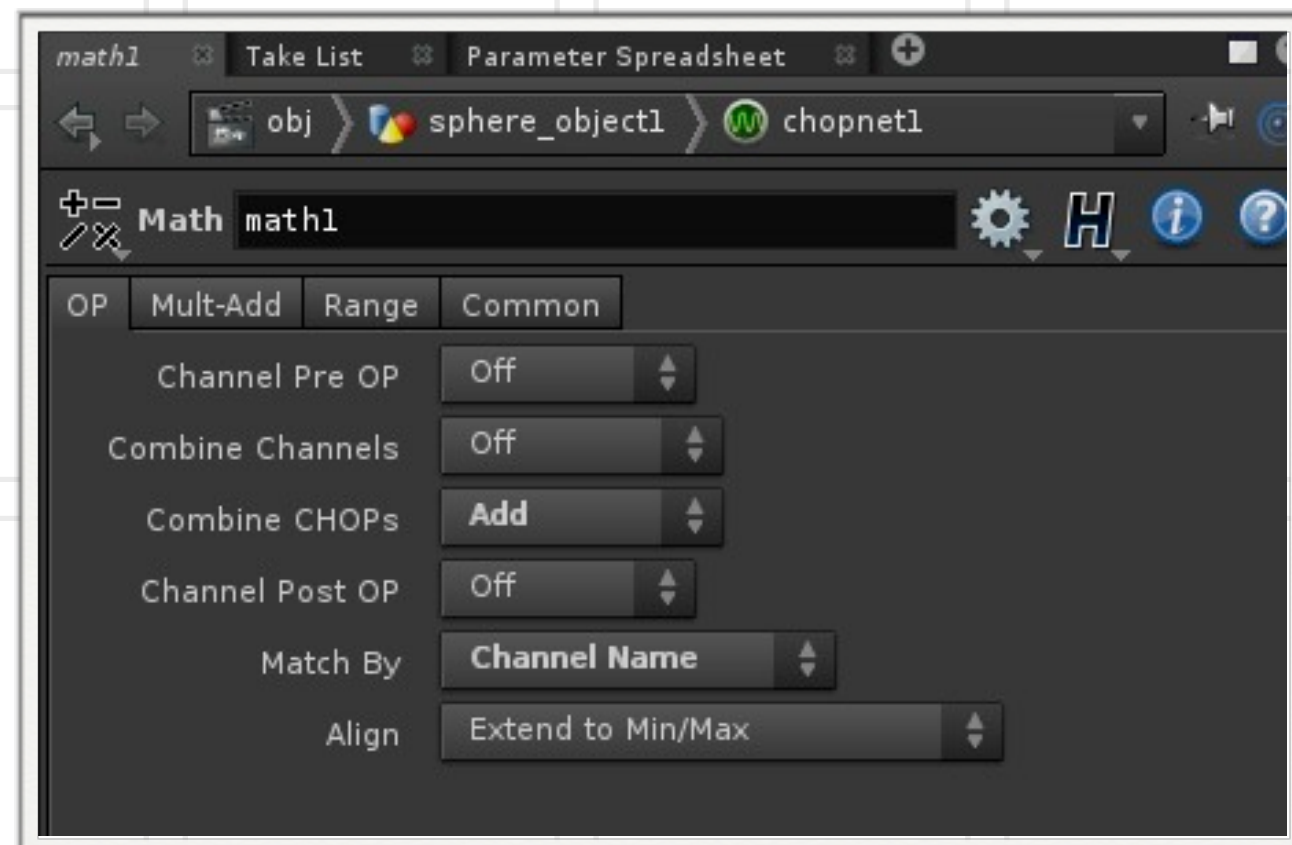 math1 Take List Parameter Spreadsheet
obj sphere_object1 chopnet1
Math math1
OP Mult-Add Range Common
Channel Pre OP Off
Combine Channels Off
Combine CHOPs Add
Channel Post OP Off
Match By Channel Name
Align Extend to Min/Max